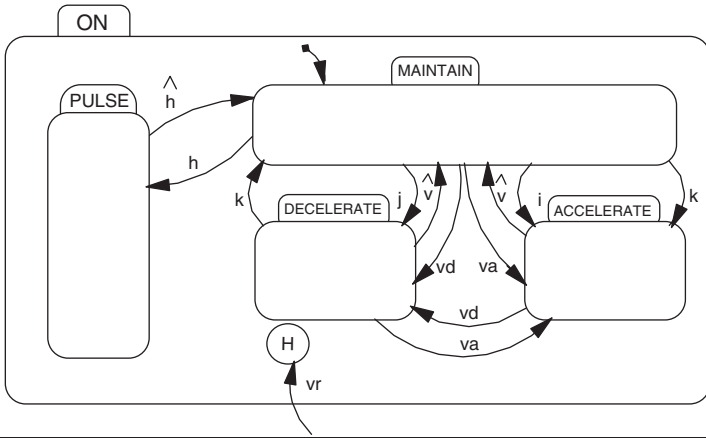 ON
MAINTAIN
PULSE
^
h
h
k
j
^
v
^
v
i
k
DECELERATE
ACCELERATE
vd
va
vd
va
H
vr